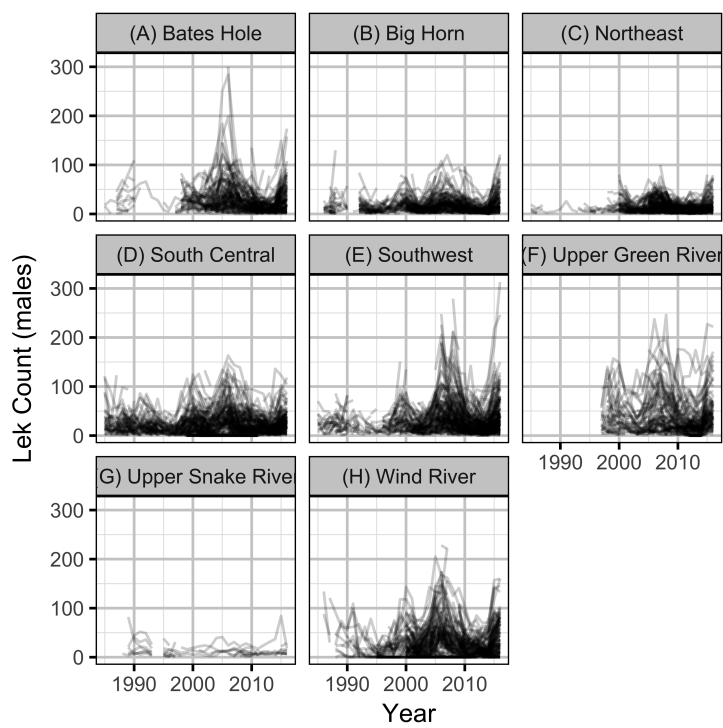 (A) Bates Hole
(B) Big Horn
(C) Northeast
300
200
100
0
(D) South Central
(E) Southwest
(F) Upper Green River
300
200
100
0
1990 2000 2010
G) Upper Snake River
(H) Wind River
300
200
100
0
1990 2000 2010
1990 2000 2010
Lek Count (males)
Year